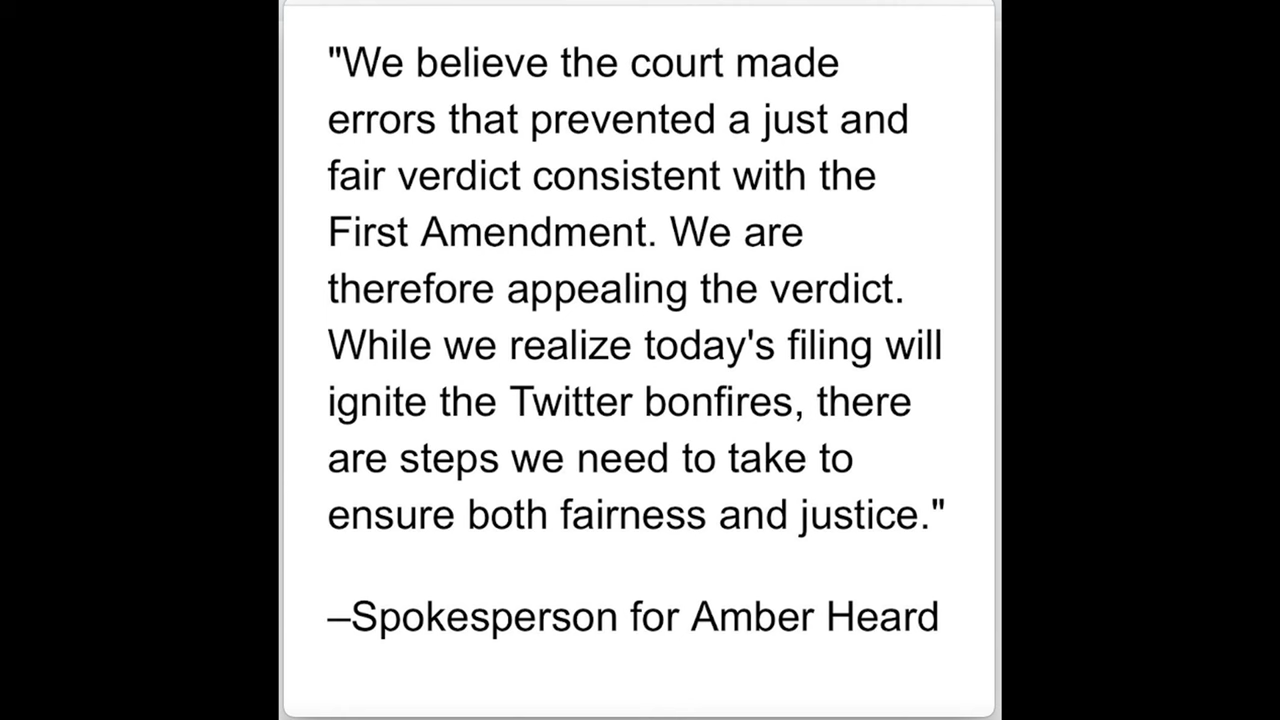 "We believe the court made
errors that prevented a just and
fair verdict consistent with the
First Amendment. We are
therefore appealing the verdict.
While we realize today's filing will
ignite the Twitter bonfires, there
are steps we need to take to
ensure both fairness and justice."
–Spokesperson for Amber Heard